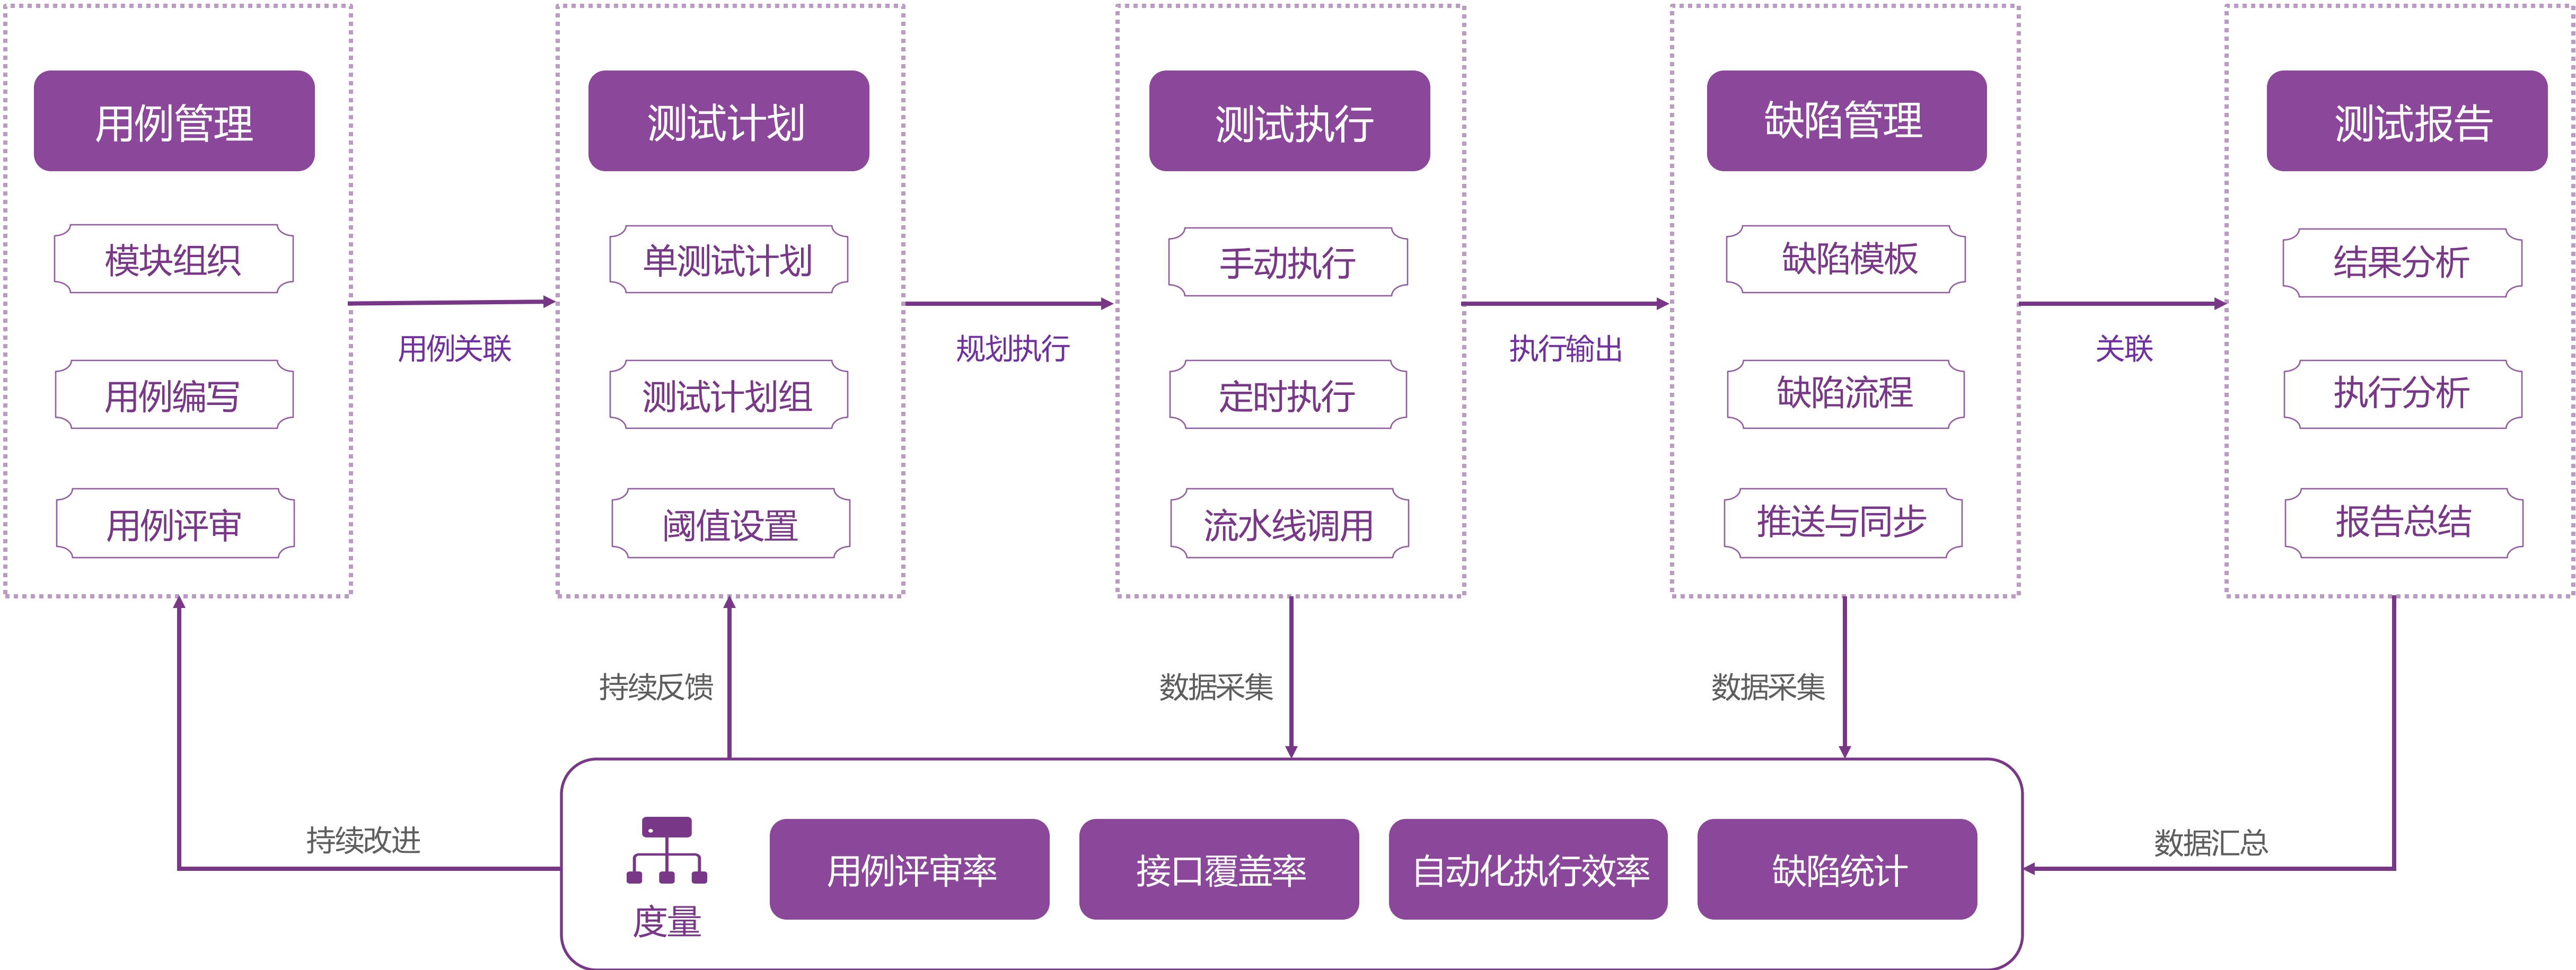 用例管理
模块组织
用例编写
用例评审
用例关联
测试计划
单测试计划
测试计划组
阈值设置
规划执行
测试执行
手动执行
定时执行
流水线调用
执行输出
缺陷管理
缺陷模板
缺陷流程
推送与同步
关联
测试报告
结果分析
执行分析
报告总结
持续反馈
数据采集
数据采集
持续改进
数据汇总
度量
用例评审率
接口覆盖率
自动化执行效率
缺陷统计